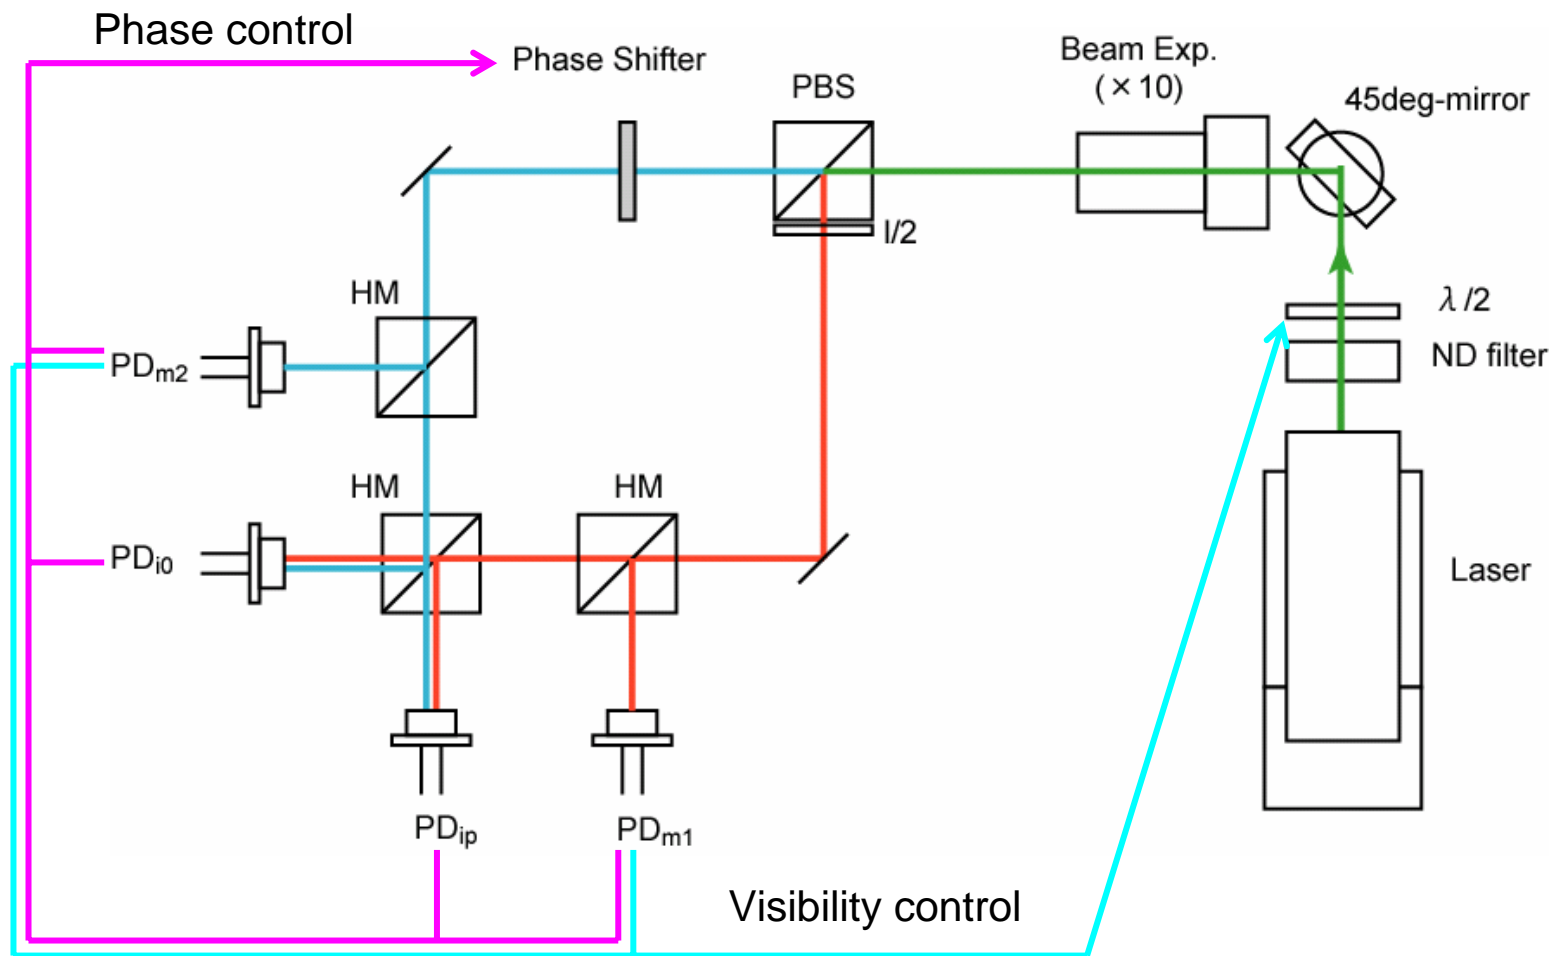 Phase control
Phase Shifter
PBS
Beam Exp.
(×10)
45deg-mirror
l/2
HM
λ/2
ND filter
PDm2
HM
HM
PDi0
Laser
PDip
PDm1
Visibility control